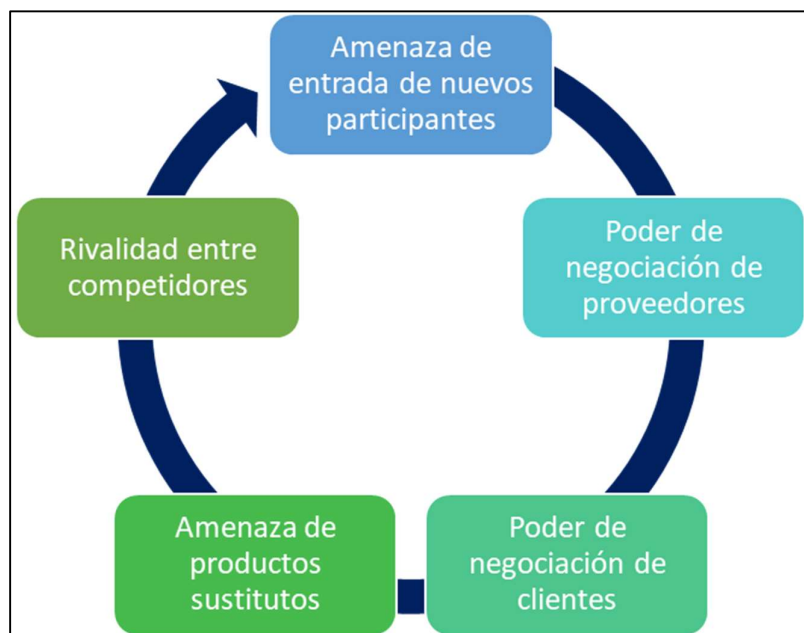 Amenaza de
entrada de nuevos
participantes
Poder de
negociación de
proveedores
Poder de
negociación de
clientes
Amenaza de
productos
sustitutos
Rivalidad entre
competidores